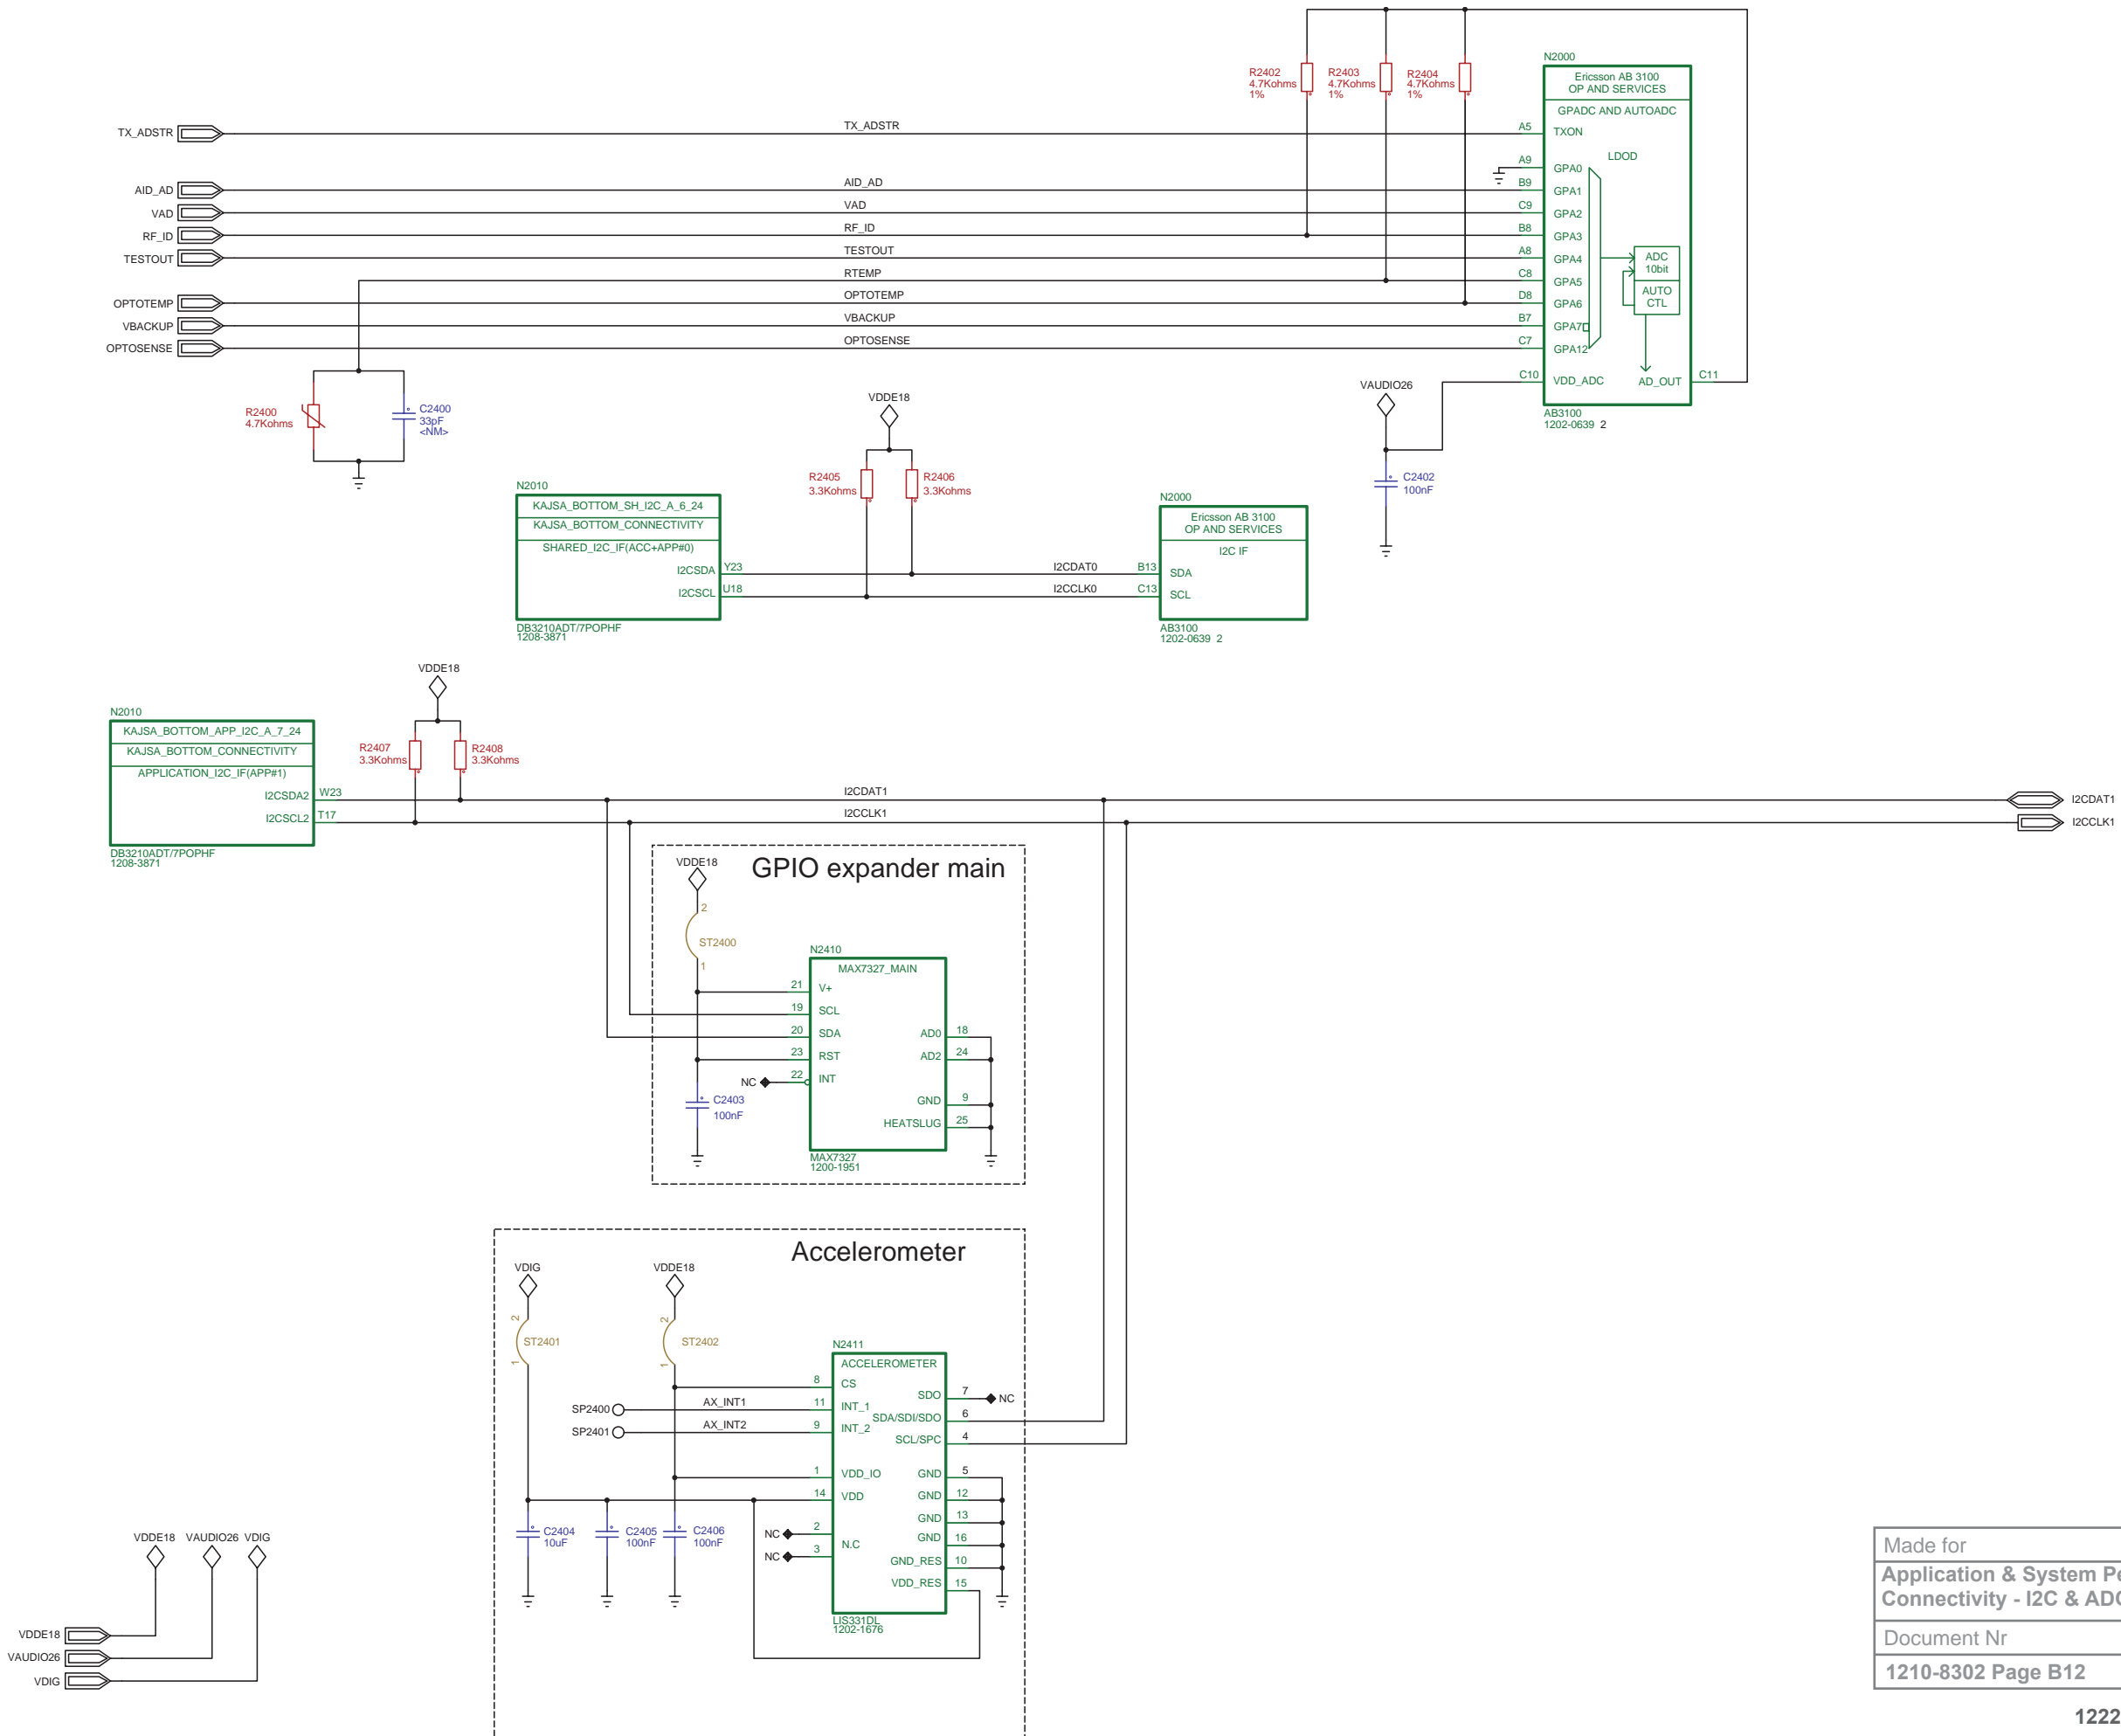 R2402
4.7Kohms
1%
R2403
4.7Kohms
1%
R2404
4.7Kohms
1%
N2000
Ericsson AB 3100
OP AND SERVICES
GPADC AND AUTOADC
LDOD
TX_ADSTR TX_ADSTR A5 TXON
A9 GPA0
AID_AD AID_AD B9 GPA1
VAD VAD C9 GPA2
RF_ID RF_ID B8 GPA3
TESTOUT TESTOUT A8 GPA4
RTEMP C8 GPA5
OPTOTEMP OPTOTEMP D8 GPA6
VBACKUP VBACKUP B7 GPA7
OPTOSENSE OPTOSENSE C7 GPA12
ADC
10bit
AUTO
CTL
C10 VDD_ADC AD_OUT C11
AB3100
1202-0639 2
R2400
4.7Kohms
C2400
33pF
<NM>
VDDE18
VAUDIO26
R2405
3.3Kohms
R2406
3.3Kohms
C2402
100nF
N2010
KAJSA_BOTTOM_SH_I2C_A_6_24
KAJSA_BOTTOM_CONNECTIVITY
SHARED_I2C_IF(ACC+APP#0)
I2CSDA Y23
I2CSCL U18
DB3210ADT/7POPHF
1208-3871
I2CDAT0
I2CCLK0
N2000
Ericsson AB 3100
OP AND SERVICES
I2C IF
B13 SDA
C13 SCL
AB3100
1202-0639 2
VDDE18
N2010
KAJSA_BOTTOM_APP_I2C_A_7_24
KAJSA_BOTTOM_CONNECTIVITY
APPLICATION_I2C_IF(APP#1)
I2CSDA2 W23
I2CSCL2 T17
DB3210ADT/7POPHF
1208-3871
R2407
3.3Kohms
R2408
3.3Kohms
I2CDAT1 I2CDAT1
I2CCLK1 I2CCLK1
GPIO expander main
VDDE18
2
ST2400
1
N2410
MAX7327_MAIN
21 V+
19 SCL
20 SDA
23 RST
NC 22 INT
AD0 18
AD2 24
GND 9
HEATSLUG 25
C2403
100nF
MAX7327
1200-1951
Accelerometer
VDIG
2
ST2401
1
VDDE18
2
ST2402
1
N2411
ACCELEROMETER
8 CS
SP2400 AX_INT1 11 INT_1
SP2401 AX_INT2 9 INT_2
1 VDD_IO
14 VDD
NC 2
N.C
NC 3
SDO 7 NC
SDA/SDI/SDO 6
SCL/SPC 4
GND 5
GND 12
GND 13
GND 16
GND_RES 10
VDD_RES 15
C2404
10uF
C2405
100nF
C2406
100nF
LIS331DL
1202-1676
VDDE18 VAUDIO26 VDIG
VDDE18
VAUDIO26
VDIG
Made for
Application & System Pe
Connectivity - I2C & AD
Document Nr
1210-8302 Page B12
1222